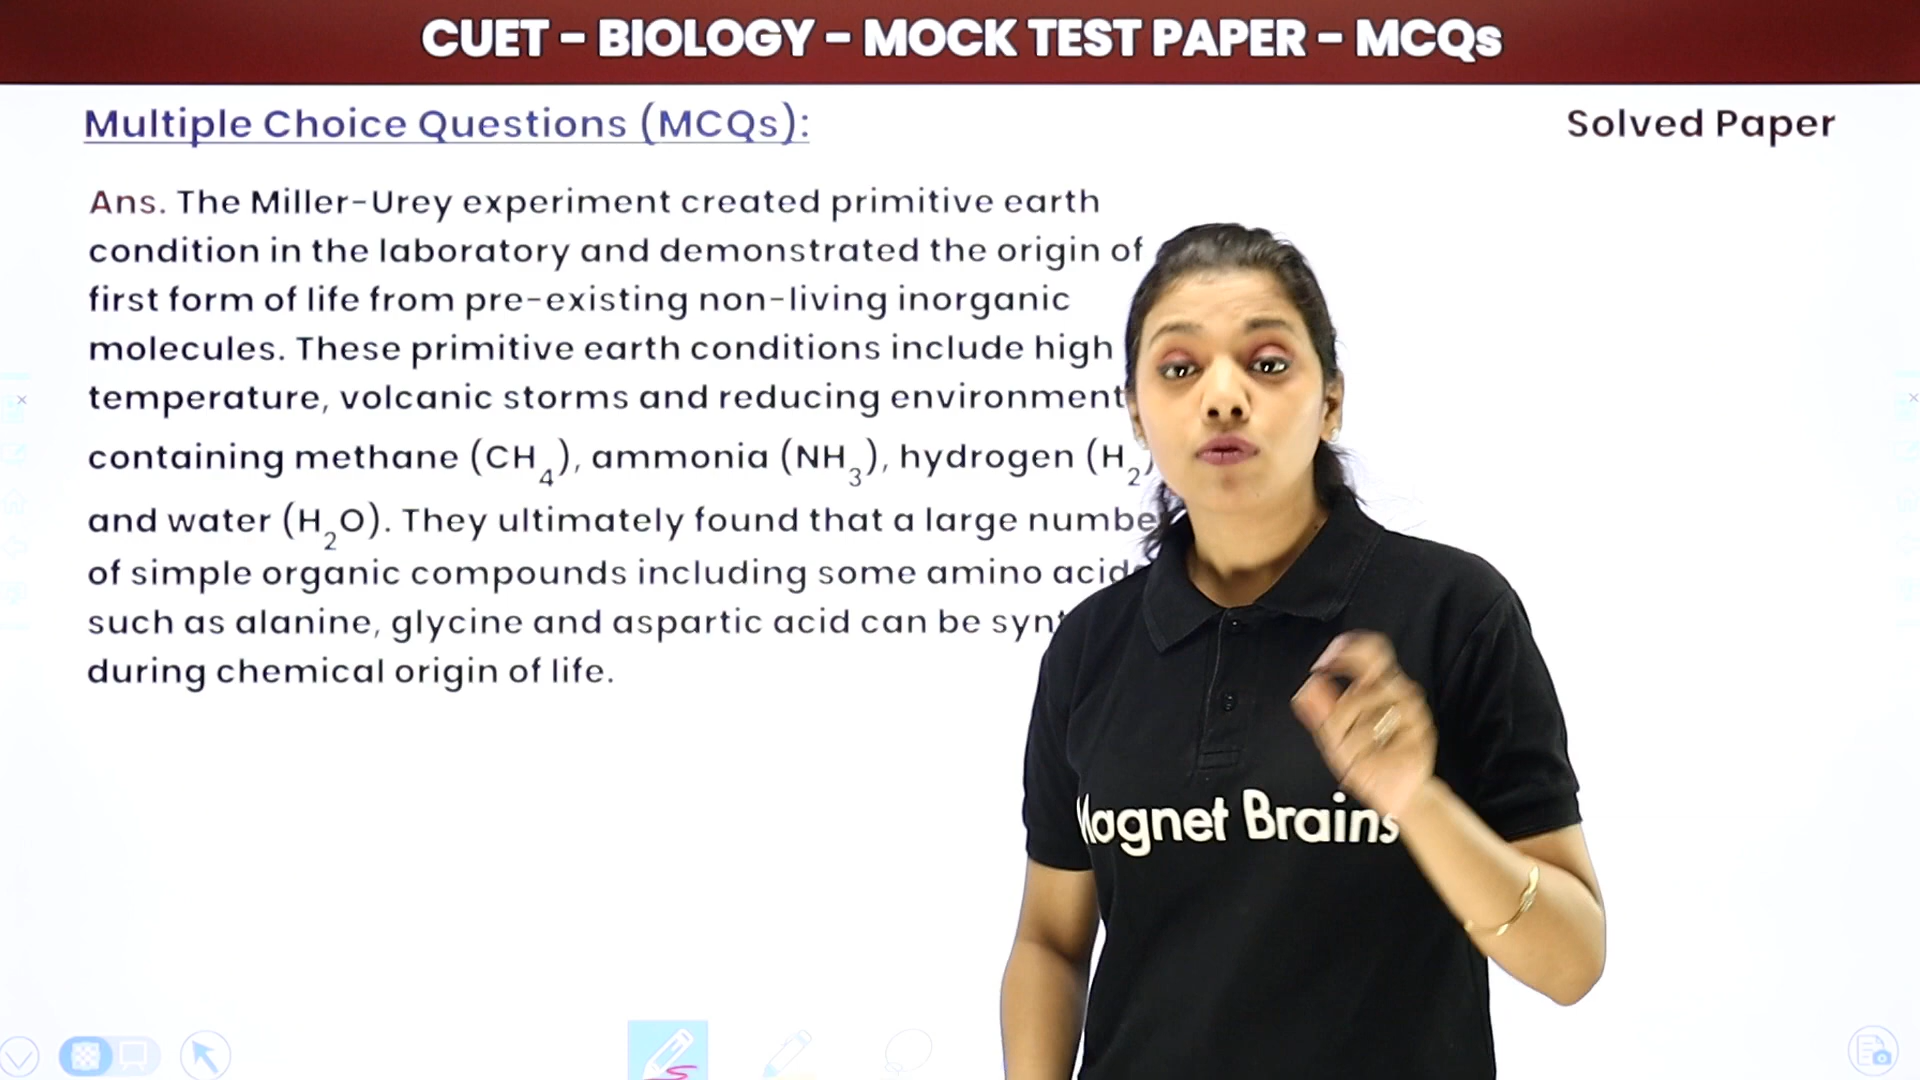 CUET - BIOLOGY - MOCK TEST PAPER - MCQs
Multiple Choice Questions (MCQs):
Solved Paper
Ans. The Miller-Urey experiment created primitive earth
condition in the laboratory and demonstrated the origin of
first form of life from pre-existing non-living inorganic
molecules. These primitive earth conditions include high
temperature, volcanic storms and reducing environment
containing methane (CH₄), ammonia (NH₃), hydrogen (H₂)
and water (H₂O). They ultimately found that a large
of simple organic compounds including some amino
such as alanine, glycine and aspartic acid can be
during chemical origin of life.
Magnet Brains